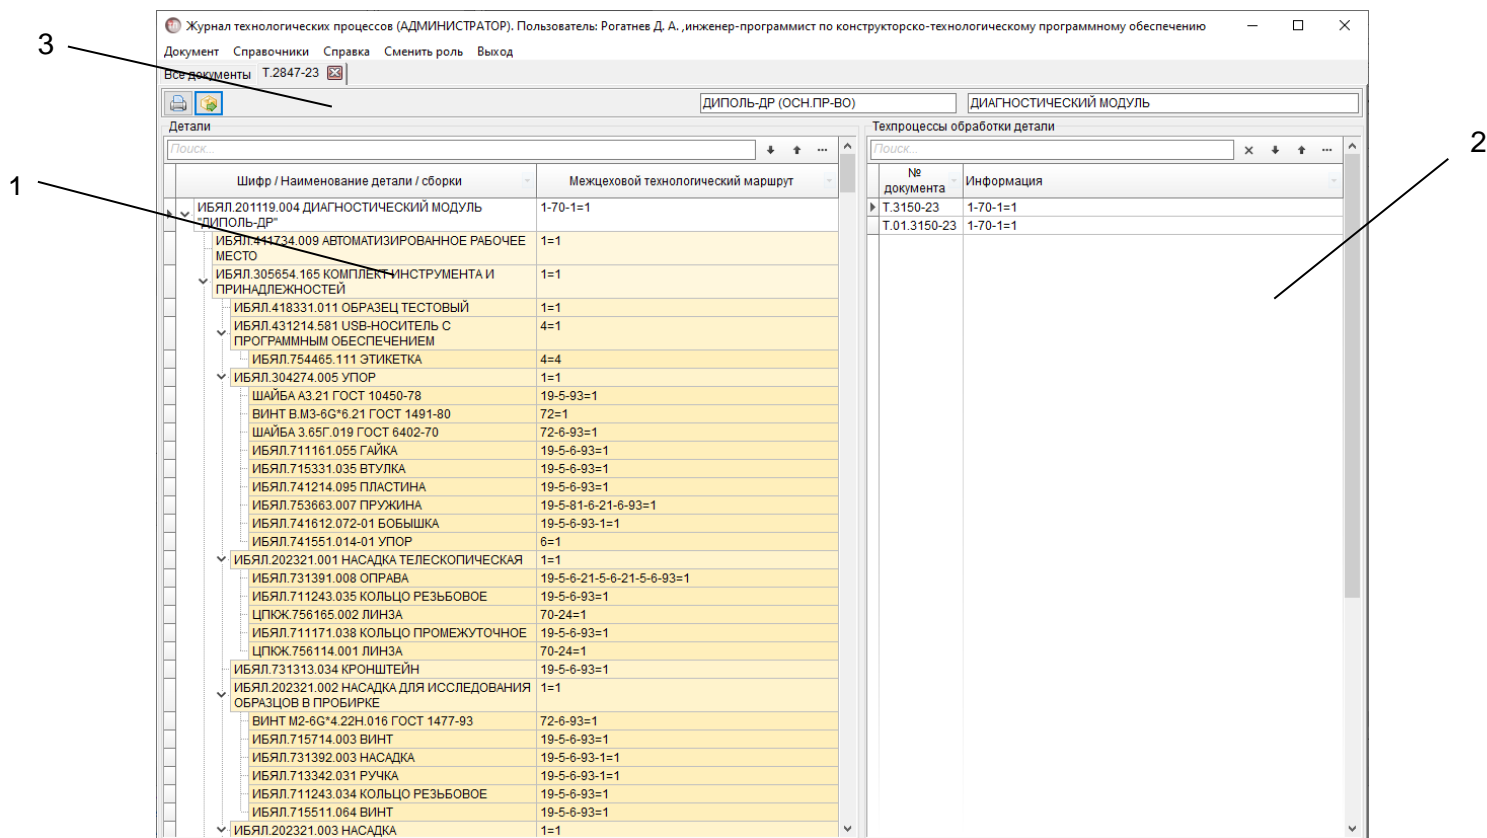 Журнал технологических процессов (АДМИНИСТРАТОР). Пользователь: Рогатнев Д. А. ,инженер-программист по конструкторско-технологическому программному обеспечению
3
Документ Справочники Справка Сменить роль Выход
Все документы Т.2847-23
ДИПОЛЬ-ДР (ОСН.ПР-ВО) ДИАГНОСТИЧЕСКИЙ МОДУЛЬ
Детали Техпроцессы обработки детали
Поиск... ... Поиск... ...
2
1
Шифр / Наименование детали / сборки Межцеховой технологический маршрут
№
документа Информация
ИБЯЛ.201119.004 ДИАГНОСТИЧЕСКИЙ МОДУЛЬ 1-70-1=1 Т.3150-23 1-70-1=1
"ДИПОЛЬ-ДР" Т.01.3150-23 1-70-1=1
ИБЯЛ.411734.009 АВТОМАТИЗИРОВАННОЕ РАБОЧЕЕ 1=1
МЕСТО
ИБЯЛ.305654.165 КОМПЛЕКТ ИНСТРУМЕНТА И 1=1
ПРИНАДЛЕЖНОСТЕЙ
ИБЯЛ.418331.011 ОБРАЗЕЦ ТЕСТОВЫЙ 1=1
ИБЯЛ.431214.581 USB-НОСИТЕЛЬ С 4=1
ПРОГРАММНЫМ ОБЕСПЕЧЕНИЕМ
ИБЯЛ.754465.111 ЭТИКЕТКА 4=4
ИБЯЛ.304274.005 УПОР 1=1
ШАЙБА А3.21 ГОСТ 10450-78 19-5-93=1
ВИНТ В.М3-6G*6.21 ГОСТ 1491-80 72=1
ШАЙБА 3.65Г.019 ГОСТ 6402-70 72-6-93=1
ИБЯЛ.711161.055 ГАЙКА 19-5-6-93=1
ИБЯЛ.715331.035 ВТУЛКА 19-5-6-93=1
ИБЯЛ.741214.095 ПЛАСТИНА 19-5-6-93=1
ИБЯЛ.753663.007 ПРУЖИНА 19-5-81-6-21-6-93=1
ИБЯЛ.741612.072-01 БОБЫШКА 19-5-6-93-1=1
ИБЯЛ.741551.014-01 УПОР 6=1
ИБЯЛ.202321.001 НАСАДКА ТЕЛЕСКОПИЧЕСКАЯ 1=1
ИБЯЛ.731391.008 ОПРАВА 19-5-6-21-5-6-21-5-6-93=1
ИБЯЛ.711243.035 КОЛЬЦО РЕЗЬБОВОЕ 19-5-6-93=1
ЦПЮЖ.756165.002 ЛИНЗА 70-24=1
ИБЯЛ.711171.038 КОЛЬЦО ПРОМЕЖУТОЧНОЕ 19-5-6-93=1
ЦПЮЖ.756114.001 ЛИНЗА 70-24=1
ИБЯЛ.731313.034 КРОНШТЕЙН 19-5-6-93=1
ИБЯЛ.202321.002 НАСАДКА ДЛЯ ИССЛЕДОВАНИЯ 1=1
ОБРАЗЦОВ В ПРОБИРКЕ
ВИНТ М2-6G*4.22Н.016 ГОСТ 1477-93 72-6-93=1
ИБЯЛ.715714.003 ВИНТ 19-5-6-93=1
ИБЯЛ.731392.003 НАСАДКА 19-5-6-93-1=1
ИБЯЛ.713342.031 РУЧКА 19-5-6-93-1=1
ИБЯЛ.711243.034 КОЛЬЦО РЕЗЬБОВОЕ 19-5-6-93=1
ИБЯЛ.715511.064 ВИНТ 19-5-6-93=1
ИБЯЛ.202321.003 НАСАДКА 1=1